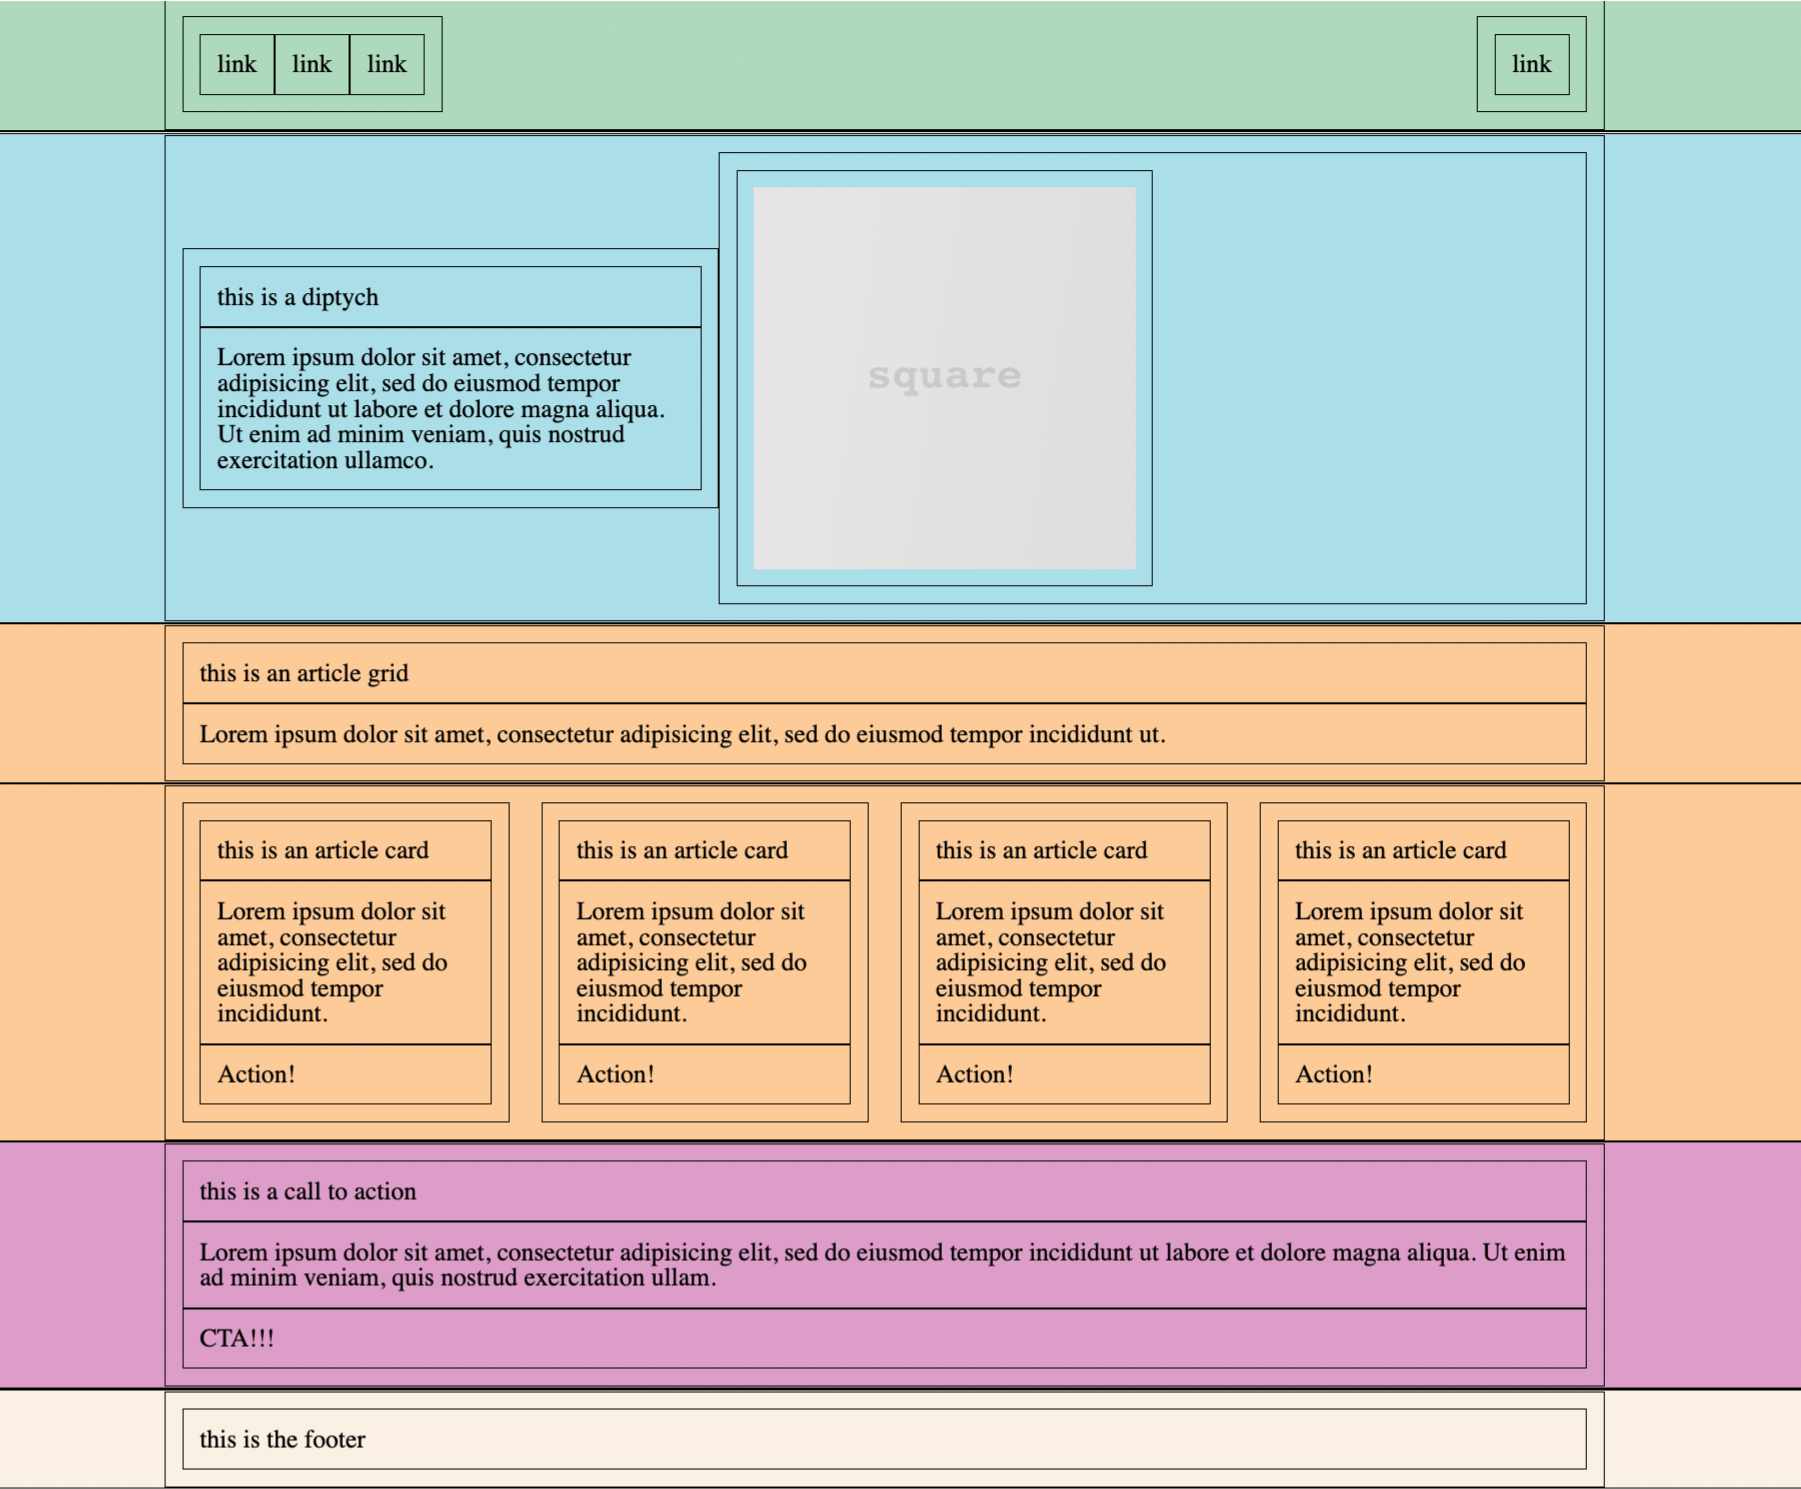 link link link link
this is a diptych
Lorem ipsum dolor sit amet, consectetur
adipisicing elit, sed do eiusmod tempor
incididunt ut labore et dolore magna aliqua.
Ut enim ad minim veniam, quis nostrud
exercitation ullamco.
square
this is an article grid
Lorem ipsum dolor sit amet, consectetur adipisicing elit, sed do eiusmod tempor incididunt ut.
this is an article card
Lorem ipsum dolor sit
amet, consectetur
adipisicing elit, sed do
eiusmod tempor
incididunt.
Action!
this is an article card
Lorem ipsum dolor sit
amet, consectetur
adipisicing elit, sed do
eiusmod tempor
incididunt.
Action!
this is an article card
Lorem ipsum dolor sit
amet, consectetur
adipisicing elit, sed do
eiusmod tempor
incididunt.
Action!
this is an article card
Lorem ipsum dolor sit
amet, consectetur
adipisicing elit, sed do
eiusmod tempor
incididunt.
Action!
this is a call to action
Lorem ipsum dolor sit amet, consectetur adipisicing elit, sed do eiusmod tempor incididunt ut labore et dolore magna aliqua. Ut enim
ad minim veniam, quis nostrud exercitation ullam.
CTA!!!
this is the footer